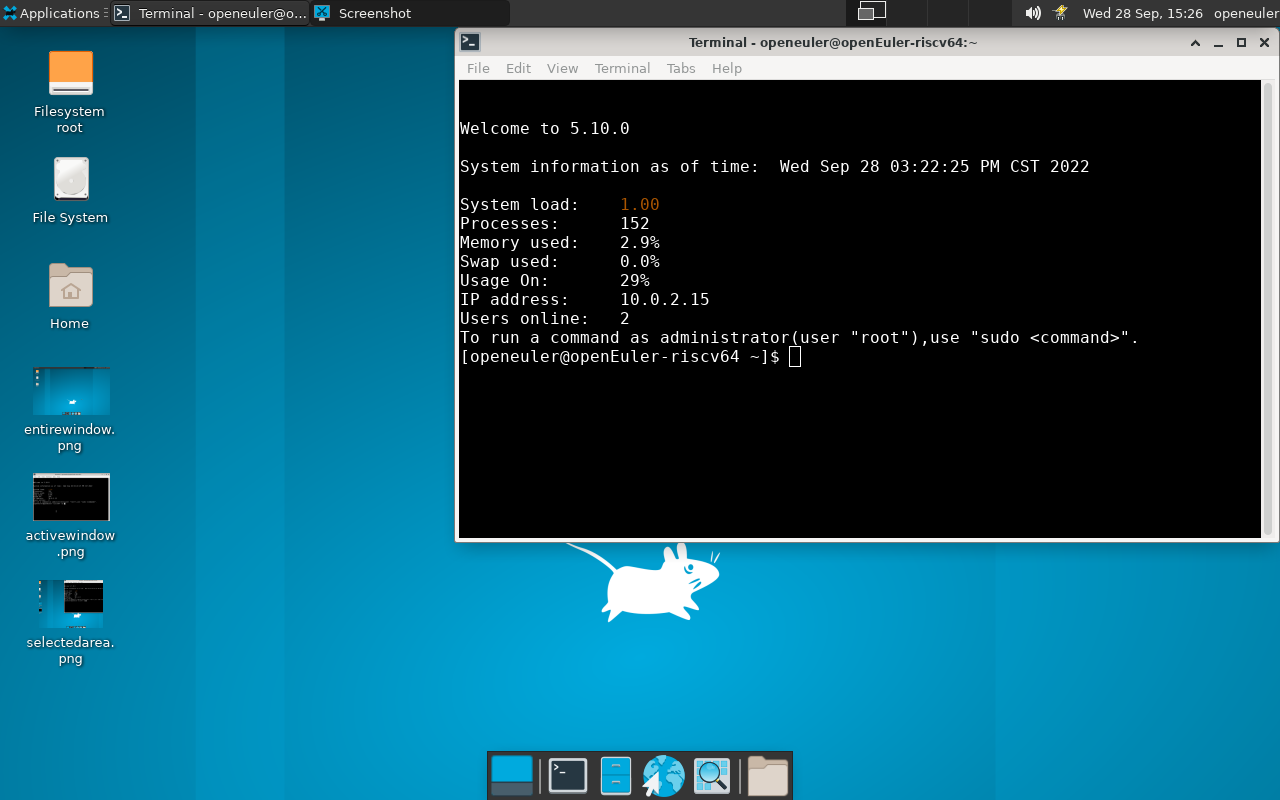 Applications
Terminal - openeuler@o...
Screenshot
Wed 28 Sep, 15:26
openeuler
Filesystem
root
File System
Home
entirewindow.
png
activewindow
.png
selectedarea.
png
Terminal - openeuler@openEuler-riscv64:~
File Edit View Terminal Tabs Help
Welcome to 5.10.0
System information as of time:  Wed Sep 28 03:22:25 PM CST 2022
System load:    1.00
Processes:      152
Memory used:    2.9%
Swap used:      0.0%
Usage On:       29%
IP address:     10.0.2.15
Users online:   2
To run a command as administrator(user "root"),use "sudo <command>".
[openeuler@openEuler-riscv64 ~]$